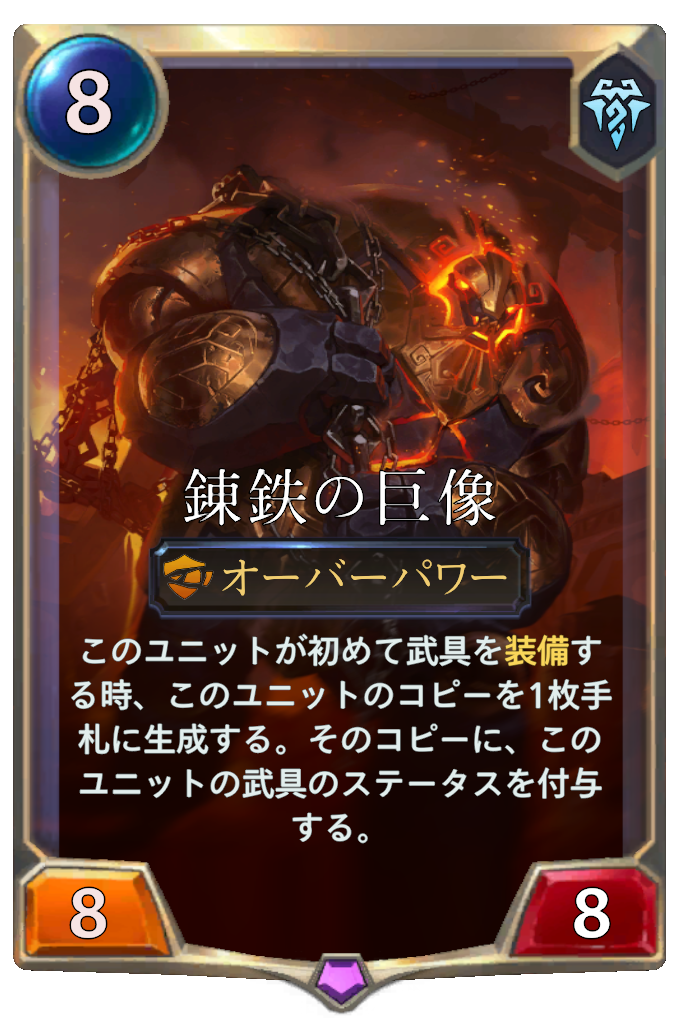 8
錬鉄の巨像
オーバーパワー
このユニットが初めて武具を装備す
る時、このユニットのコピーを1枚手
札に生成する。そのコピーに、この
ユニットの武具のステータスを付与
する。
8
8